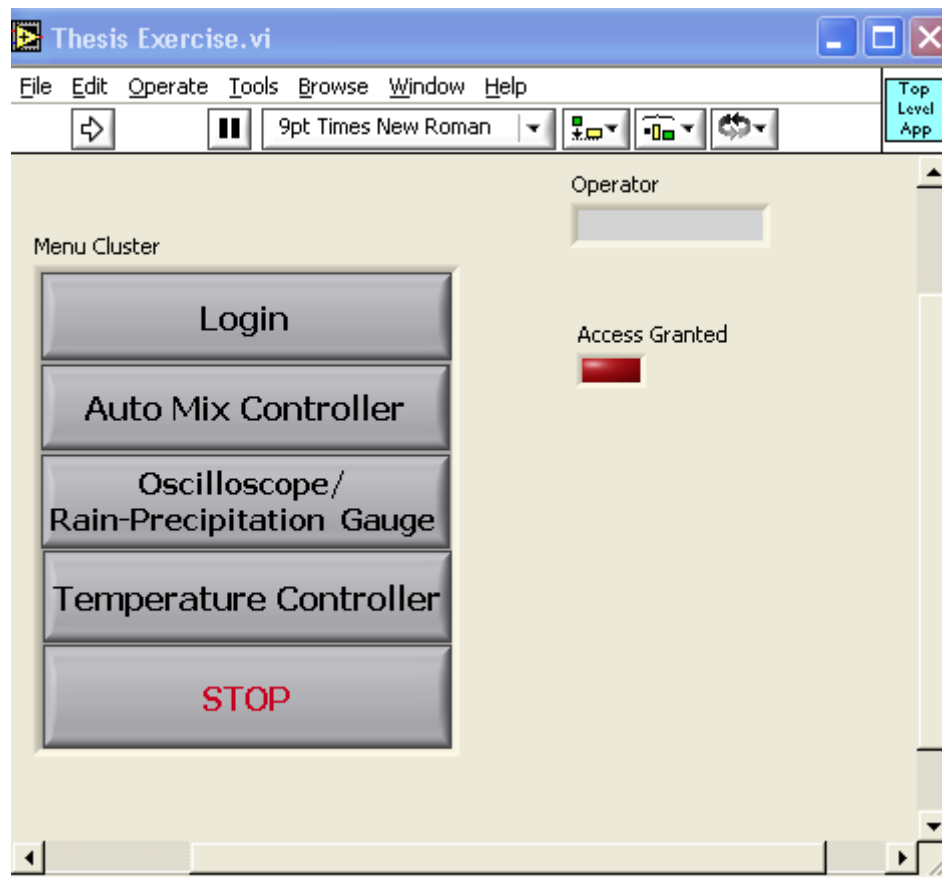 Thesis Exercise.vi
File Edit Operate Tools Browse Window Help
Top
Level
App
9pt Times New Roman
Operator
Menu Cluster
Login
Access Granted
Auto Mix Controller
Oscilloscope/
Rain-Precipitation Gauge
Temperature Controller
STOP